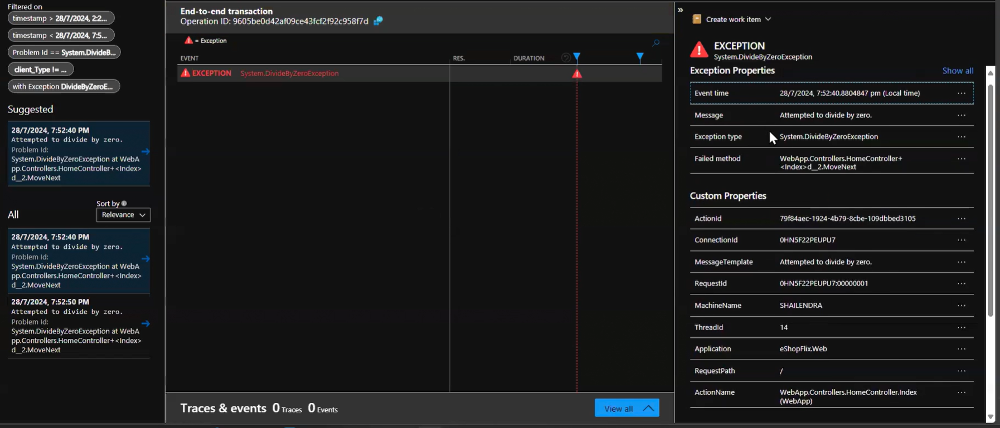 Filtered on
timestamp > 28/7/2024, 2:2...
timestamp < 28/7/2024, 7:5...
Problem Id == System.DivideB...
client_Type != ...
with Exception DivideByZeroE...
Suggested
28/7/2024, 7:52:40 PM
Attempted to divide by zero.
Problem Id:
System.DivideByZeroException at WebA
pp.Controllers.HomeController+<Index>
d__2.MoveNext
Sort by
All
Relevance
28/7/2024, 7:52:40 PM
Attempted to divide by zero.
Problem Id:
System.DivideByZeroException at WebA
pp.Controllers.HomeController+<Index>
d__2.MoveNext
28/7/2024, 7:52:50 PM
Attempted to divide by zero.
Problem Id:
System.DivideByZeroException at WebA
pp.Controllers.HomeController+<Index>
d__2.MoveNext
End-to-end transaction
Operation ID: 9605be0d42af09ce43fcf2f92c958f7d
= Exception
EVENT RES. DURATION
EXCEPTION System.DivideByZeroException
Traces & events 0 Traces 0 Events
View all
Create work item
EXCEPTION
System.DivideByZeroException
Exception Properties Show all
Event time 28/7/2024, 7:52:40.8804847 pm (Local time) ...
Message Attempted to divide by zero. ...
Exception type System.DivideByZeroException ...
Failed method WebApp.Controllers.HomeController+ ...
<Index>d__2.MoveNext
Custom Properties
ActionId 79f84aec-1924-4b79-8cbe-109dbbed3105 ...
ConnectionId 0HN5F22PEUPU7 ...
MessageTemplate Attempted to divide by zero. ...
RequestId 0HN5F22PEUPU7:00000001 ...
MachineName SHAILENDRA ...
ThreadId 14 ...
Application eShopFlix.Web ...
RequestPath / ...
ActionName WebApp.Controllers.HomeController.Index ...
(WebApp)